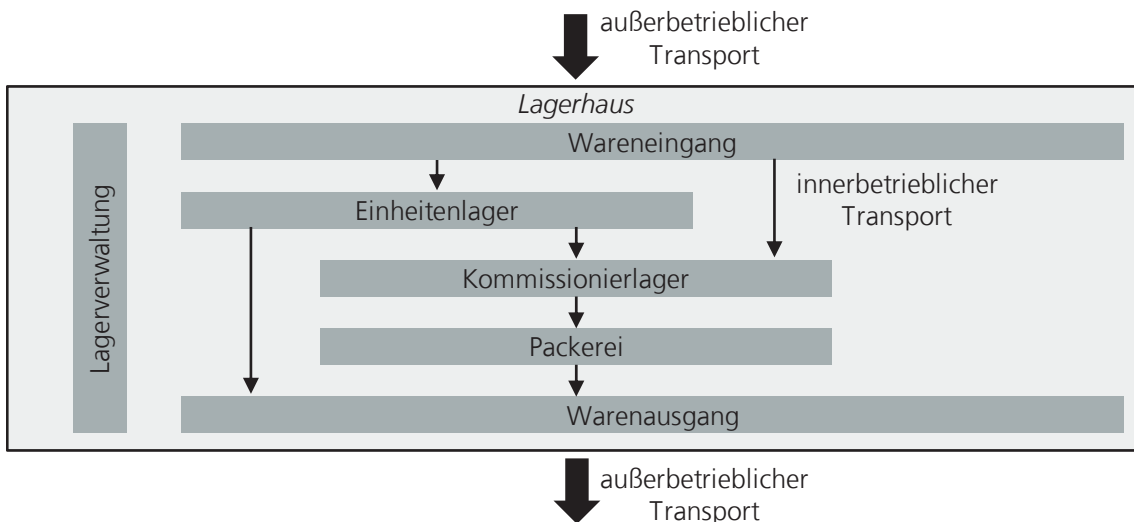 außerbetrieblicher
Transport
Lagerhaus
Lagerverwaltung
Wareneingang
innerbetrieblicher
Transport
Einheitenlager
Kommissionierlager
Packerei
Warenausgang
außerbetrieblicher
Transport